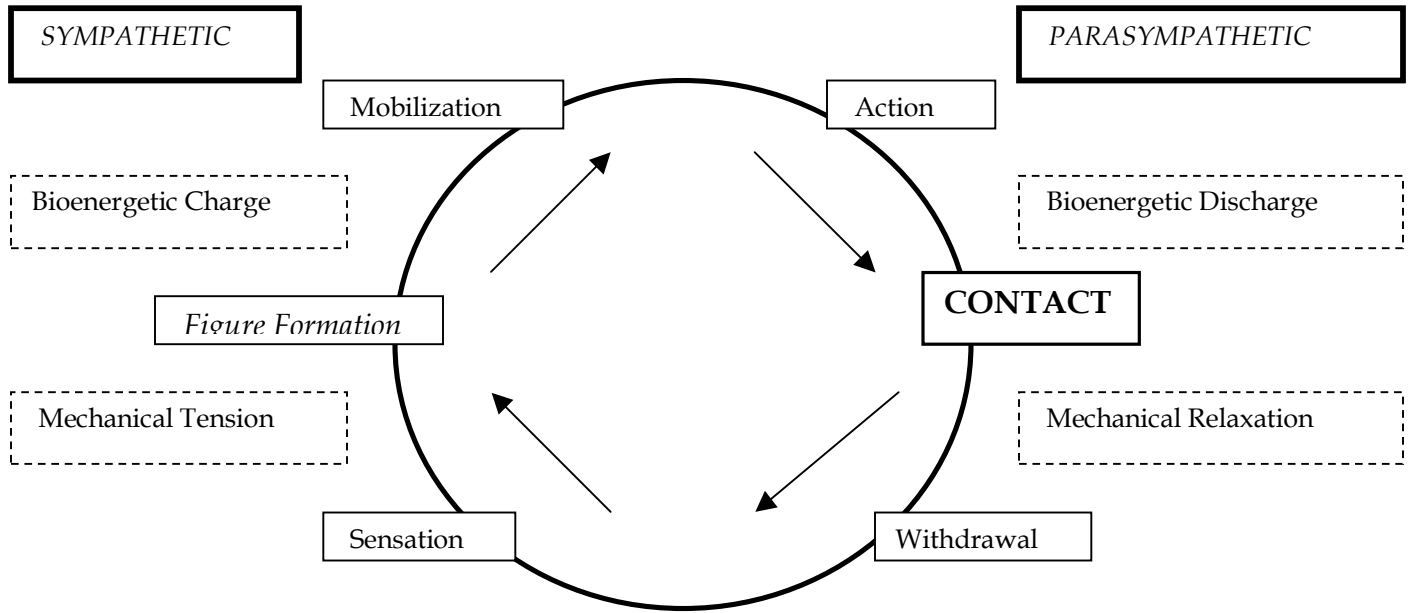 SYMPATHETIC
PARASYMPATHETIC
Mobilization
Action
Bioenergetic Charge
Bioenergetic Discharge
Figure Formation
CONTACT
Mechanical Tension
Mechanical Relaxation
Sensation
Withdrawal